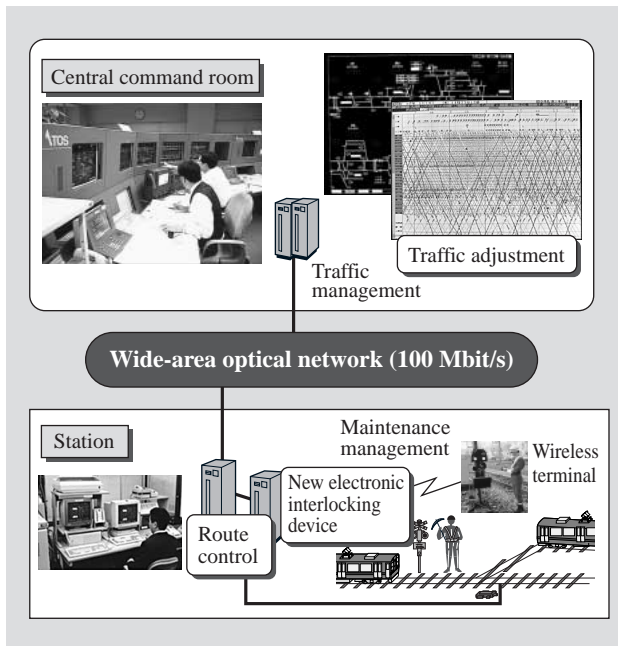 Central command room
ATOS
Traffic
management
Traffic adjustment
Wide-area optical network (100 Mbit/s)
Station
Maintenance
management
Wireless
terminal
New electronic
interlocking
device
Route
control